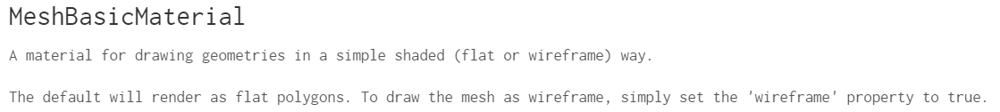 MeshBasicMaterial
A material for drawing geometries in a simple shaded (flat or wireframe) way.
The default will render as flat polygons. To draw the mesh as wireframe, simply set the 'wireframe' property to true.